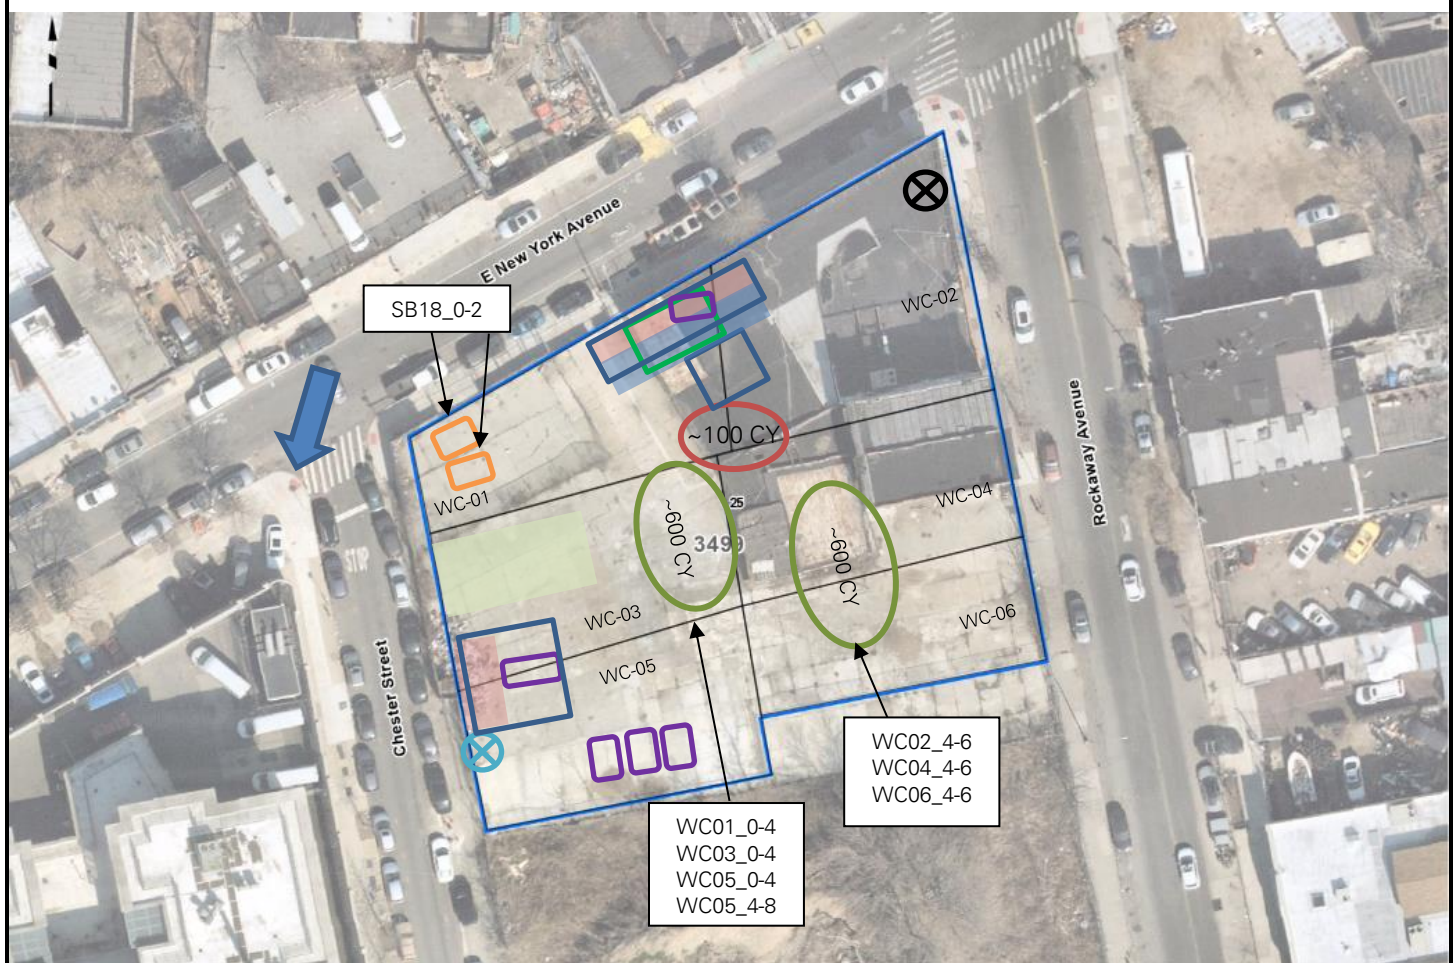 E New York Avenue
SB18_0-2
WC-02
~100 CY
WC-01
25
WC-04
~600 CY
3499
~600 CY
WC-03
WC-06
WC-05
Rockaway Avenue
Chester Street
STOP
WC02_4-6
WC04_4-6
WC06_4-6
WC01_0-4
WC03_0-4
WC05_0-4
WC05_4-8